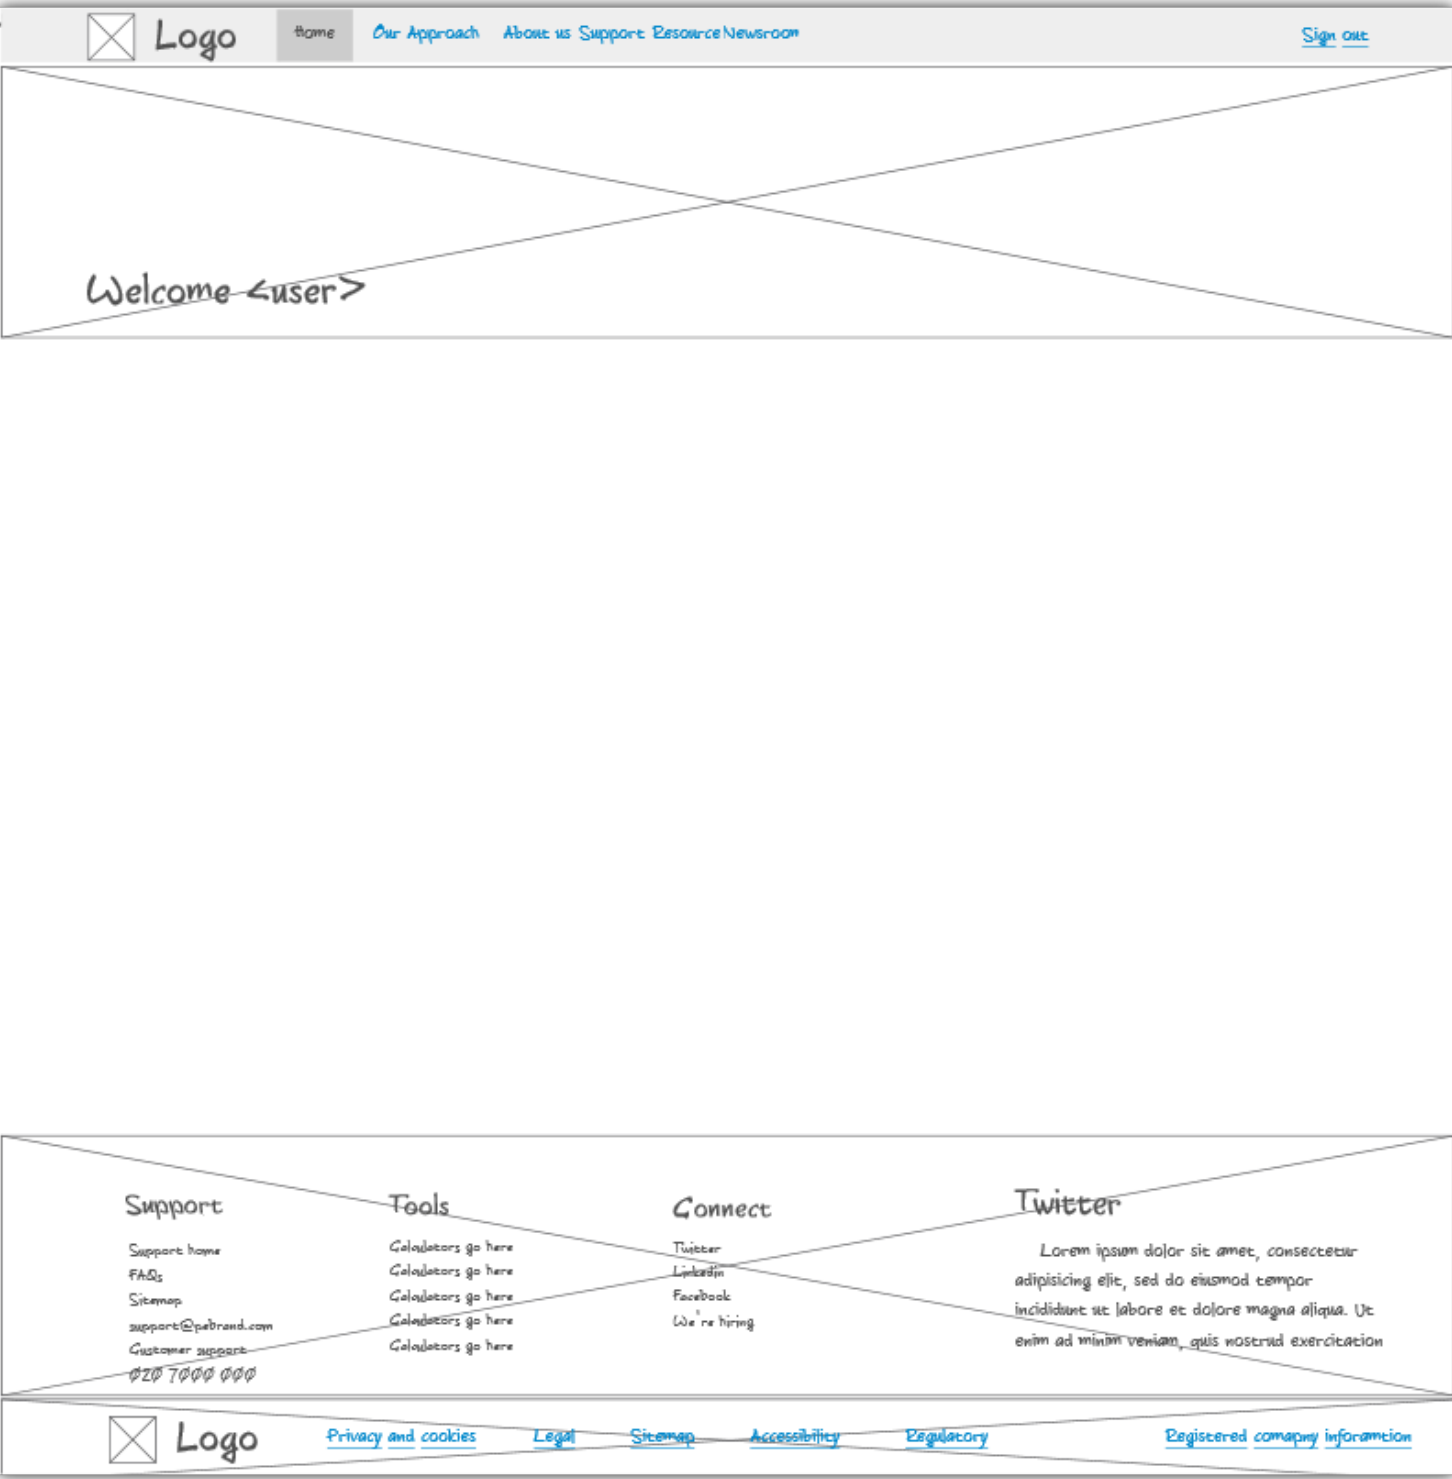 Logo Home Our Approach About us Support Resource Newsroom Sign out
Welcome <user>
Support
Support home
FAQs
Sitemap
support@pebrand.com
Customer support
020 7000 000
Tools
Calculators go here
Calculators go here
Calculators go here
Calculators go here
Calculators go here
Connect
Twitter
Linkedin
Facebook
We're hiring
Twitter
Lorem ipsum dolor sit amet, consectetur
adipisicing elit, sed do eiusmod tempor
incididunt ut labore et dolore magna aliqua. Ut
enim ad minim veniam, quis nostrud exercitation
Logo Privacy and cookies Legal Sitemap Accessibility Regulatory Registered comapny inforamtion